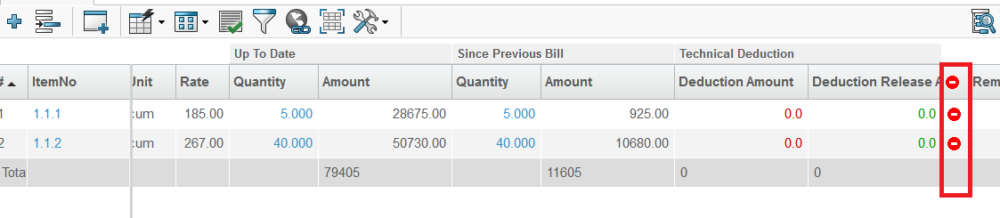 Up To Date Since Previous Bill Technical Deduction
# ItemNo Unit Rate Quantity Amount Quantity Amount Deduction Amount Deduction Release A Rem
1 1.1.1 cum 185.00 5.000 28675.00 5.000 925.00 0.0 0.0
2 1.1.2 cum 267.00 40.000 50730.00 40.000 10680.00 0.0 0.0
Tota 79405 11605 0 0